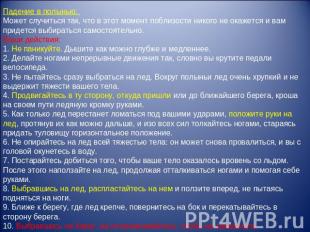 Падение в полынью:
Может случиться так, что в этот момент поблизости никого не окажется и вам
придется выбираться самостоятельно.
Ваши действия:
1. Не паникуйте. Дышите как можно глубже и медленнее.
2. Делайте ногами непрерывные движения так, словно вы крутите педали
велосипеда.
3. Не пытайтесь сразу выбраться на лед. Вокруг полыньи лед очень хрупкий и не
выдержит тяжести вашего тела.
4. Продвигайтесь в ту сторону, откуда пришли или до ближайшего берега, кроша
на своем пути ледяную кромку руками.
5. Как только лед перестанет ломаться под вашими ударами, положите руки на
лед, протянув их как можно дальше, и изо всех сил толкайтесь ногами, стараясь
придать туловищу горизонтальное положение.
6. Не опирайтесь на лед всей тяжестью тела: он может снова провалится, и вы с
головой окунетесь в воду.
7. Постарайтесь добиться того, чтобы ваше тело оказалось вровень со льдом.
После этого наползайте на лед, продолжая отталкиваться ногами и помогая себе
руками.
8. Выбравшись на лед, распластайтесь на нем и ползите вперед, не пытаясь
подняться на ноги.
9. Ближе к берегу, где лед крепче, повернитесь на бок и перекатывайтесь в
сторону берега.
10. Выбравшись на берег, не останавливайтесь
PPT4WEB.ru